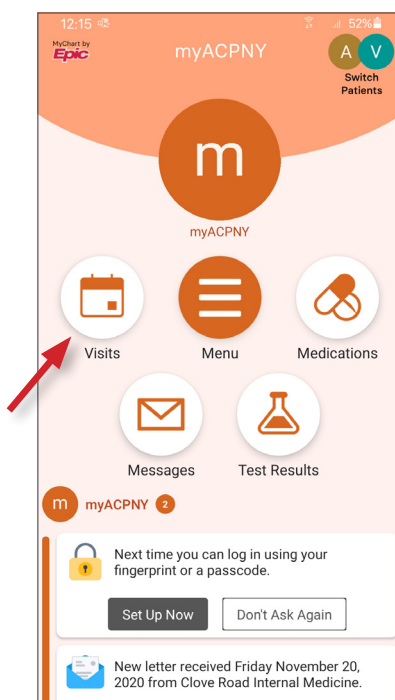 12:15
52%
MyChart by
Epic
myACPNY
A V
Switch
Patients
m
myACPNY
Visits Menu Medications
Messages Test Results
m myACPNY 2
Next time you can log in using your
fingerprint or a passcode.
Set Up Now Don't Ask Again
New letter received Friday November 20,
2020 from Clove Road Internal Medicine.